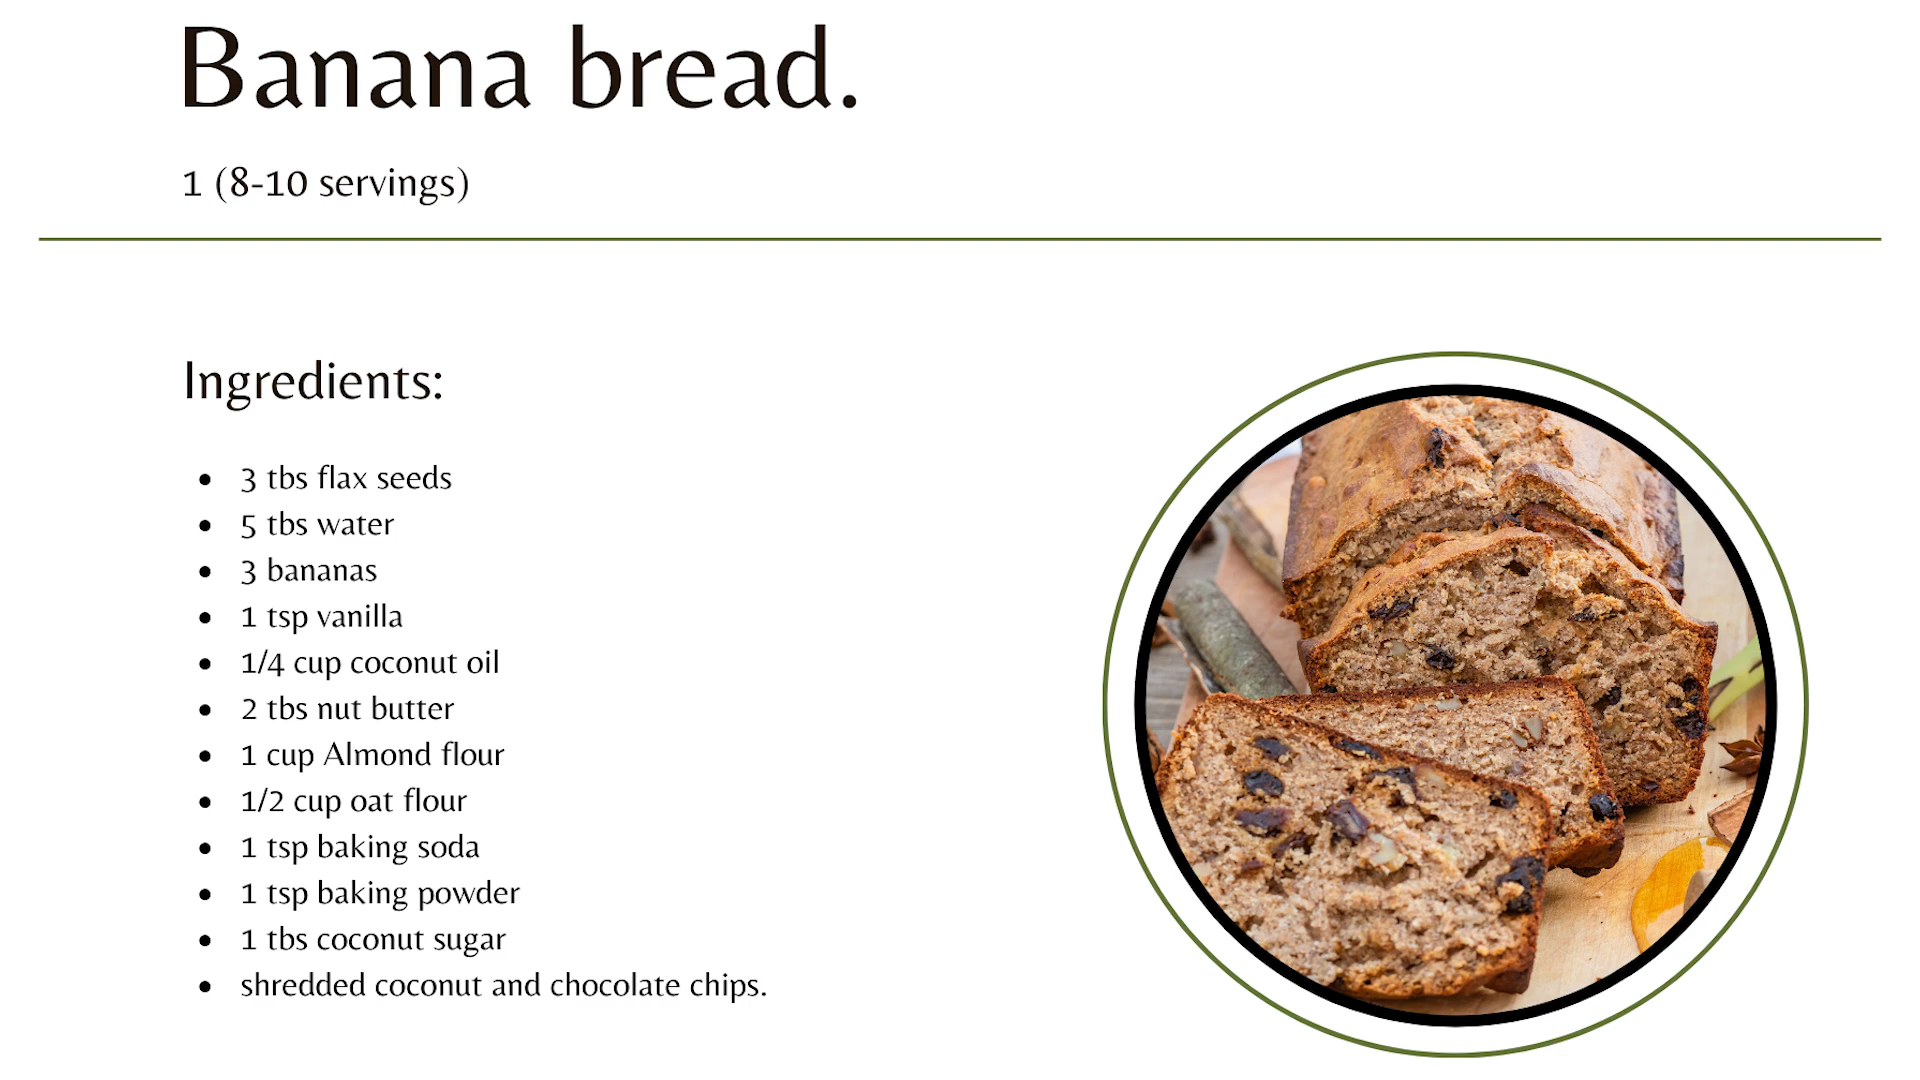 Banana bread.
1 (8-10 servings)
Ingredients:
• 3 tbs flax seeds
• 5 tbs water
• 3 bananas
• 1 tsp vanilla
• 1/4 cup coconut oil
• 2 tbs nut butter
• 1 cup Almond flour
• 1/2 cup oat flour
• 1 tsp baking soda
• 1 tsp baking powder
• 1 tbs coconut sugar
• shredded coconut and chocolate chips.